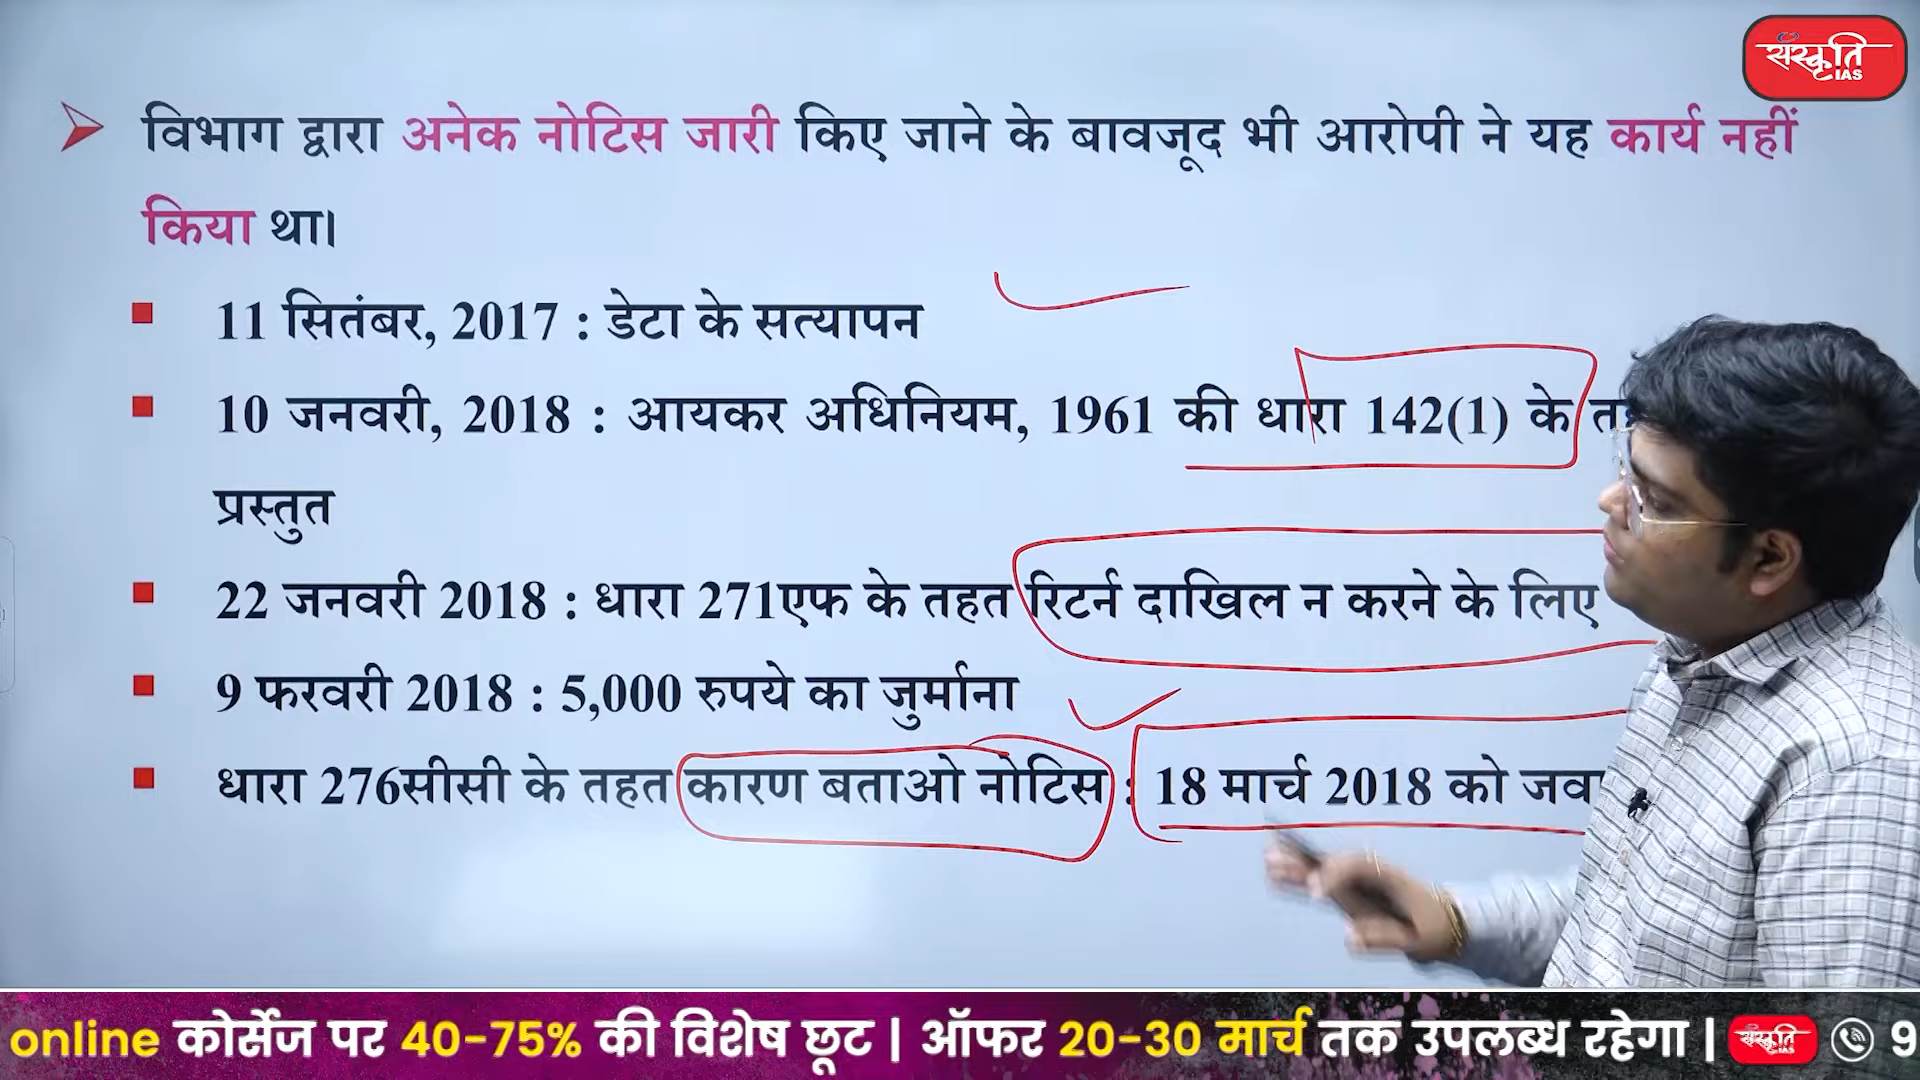 संस्कृति
IAS
विभाग द्वारा अनेक नोटिस जारी किए जाने के बावजूद भी आरोपी ने यह कार्य नहीं
किया था।
11 सितंबर, 2017 : डेटा के सत्यापन
10 जनवरी, 2018 : आयकर अधिनियम, 1961 की धारा 142(1) के
प्रस्तुत
22 जनवरी 2018 : धारा 271एफ के तहत रिटर्न दाखिल न करने के लिए
9 फरवरी 2018 : 5,000 रुपये का जुर्माना
धारा 276सीसी के तहत कारण बताओ नोटिस : 18 मार्च 2018 को
online कोर्सेज पर 40-75% की विशेष छूट | ऑफर 20-30 मार्च तक उपलब्ध रहेगा | संस्कृति IAS 9